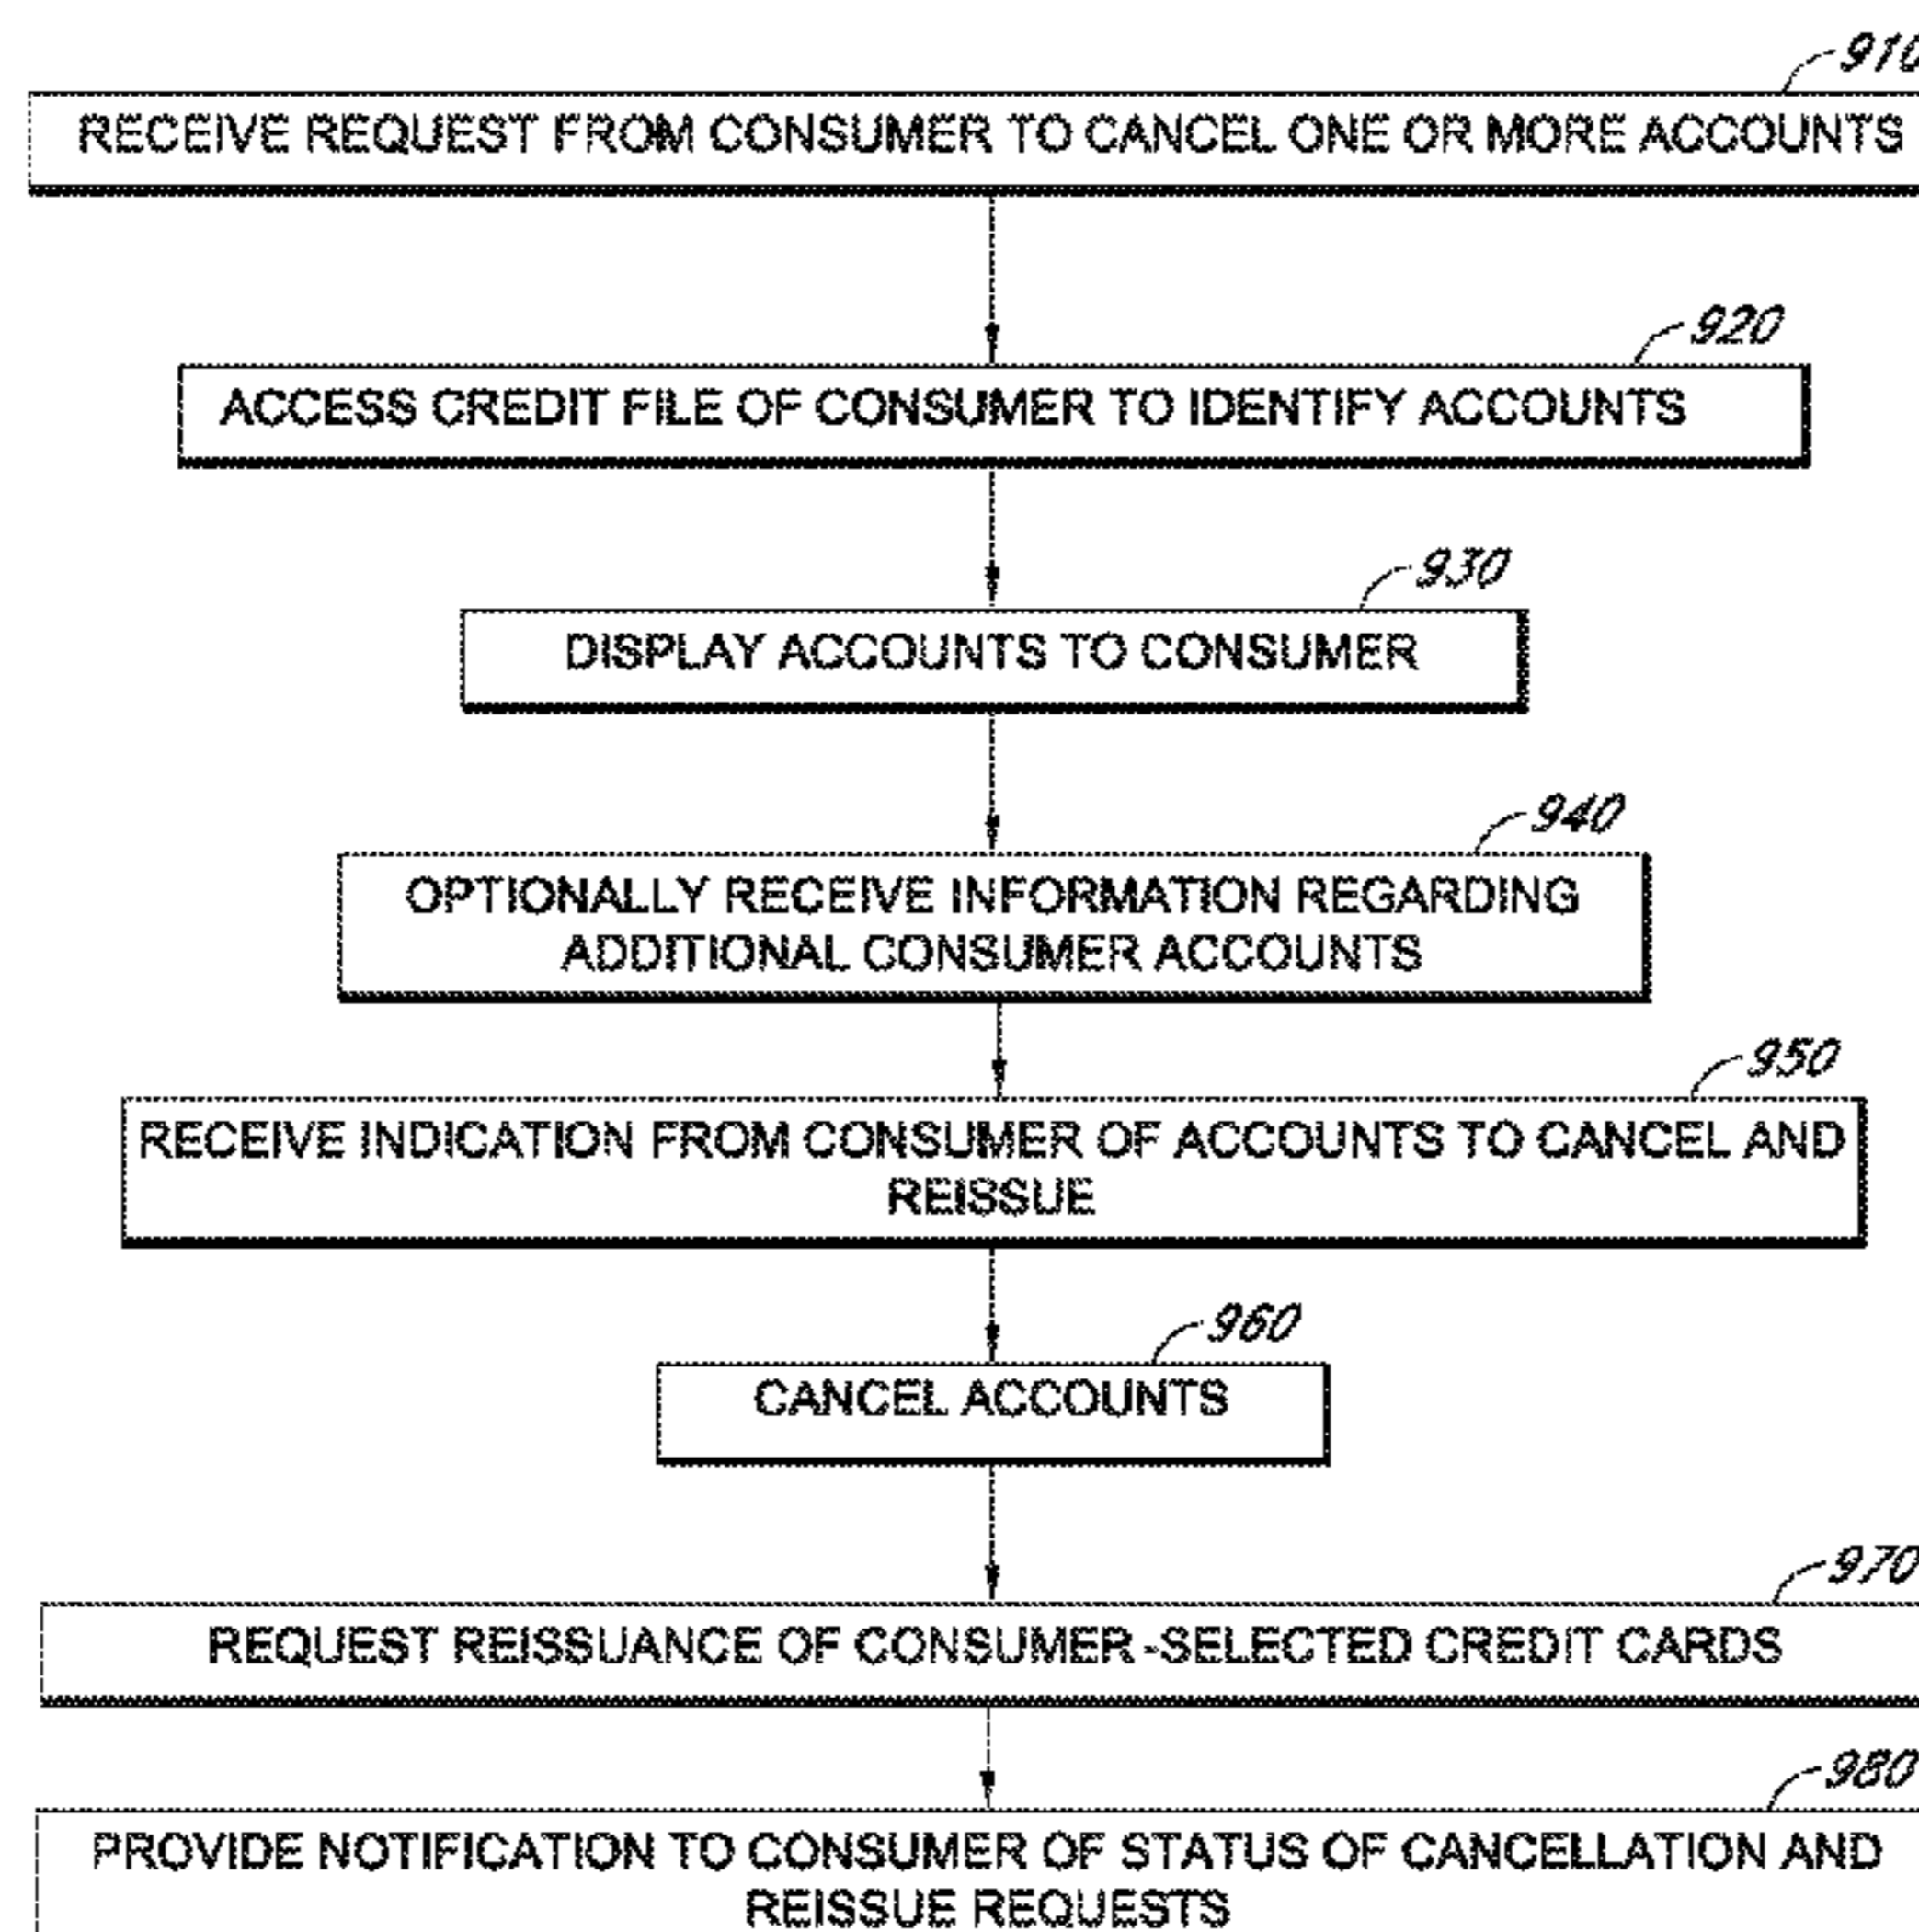 910
RECEIVE REQUEST FROM CONSUMER TO CANCEL ONE OR MORE ACCOUNTS
920
ACCESS CREDIT FILE OF CONSUMER TO IDENTIFY ACCOUNTS
930
DISPLAY ACCOUNTS TO CONSUMER
940
OPTIONALLY RECEIVE INFORMATION REGARDING
ADDITIONAL CONSUMER ACCOUNTS
950
RECEIVE INDICATION FROM CONSUMER OF ACCOUNTS TO CANCEL AND
REISSUE
960
CANCEL ACCOUNTS
970
REQUEST REISSUANCE OF CONSUMER-SELECTED CREDIT CARDS
980
PROVIDE NOTIFICATION TO CONSUMER OF STATUS OF CANCELLATION AND
REISSUE REQUESTS